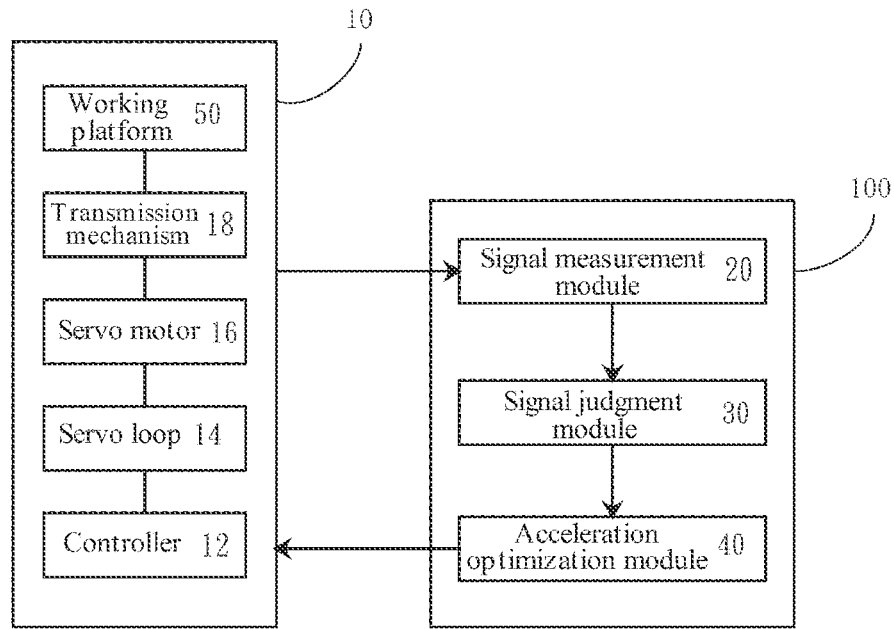 10
Working
platform 50
Transmission
mechanism 18
Servo motor 16
Servo loop 14
Controller 12
100
Signal measurement
module 20
Signal judgment
module 30
Acceleration
optimization module 40